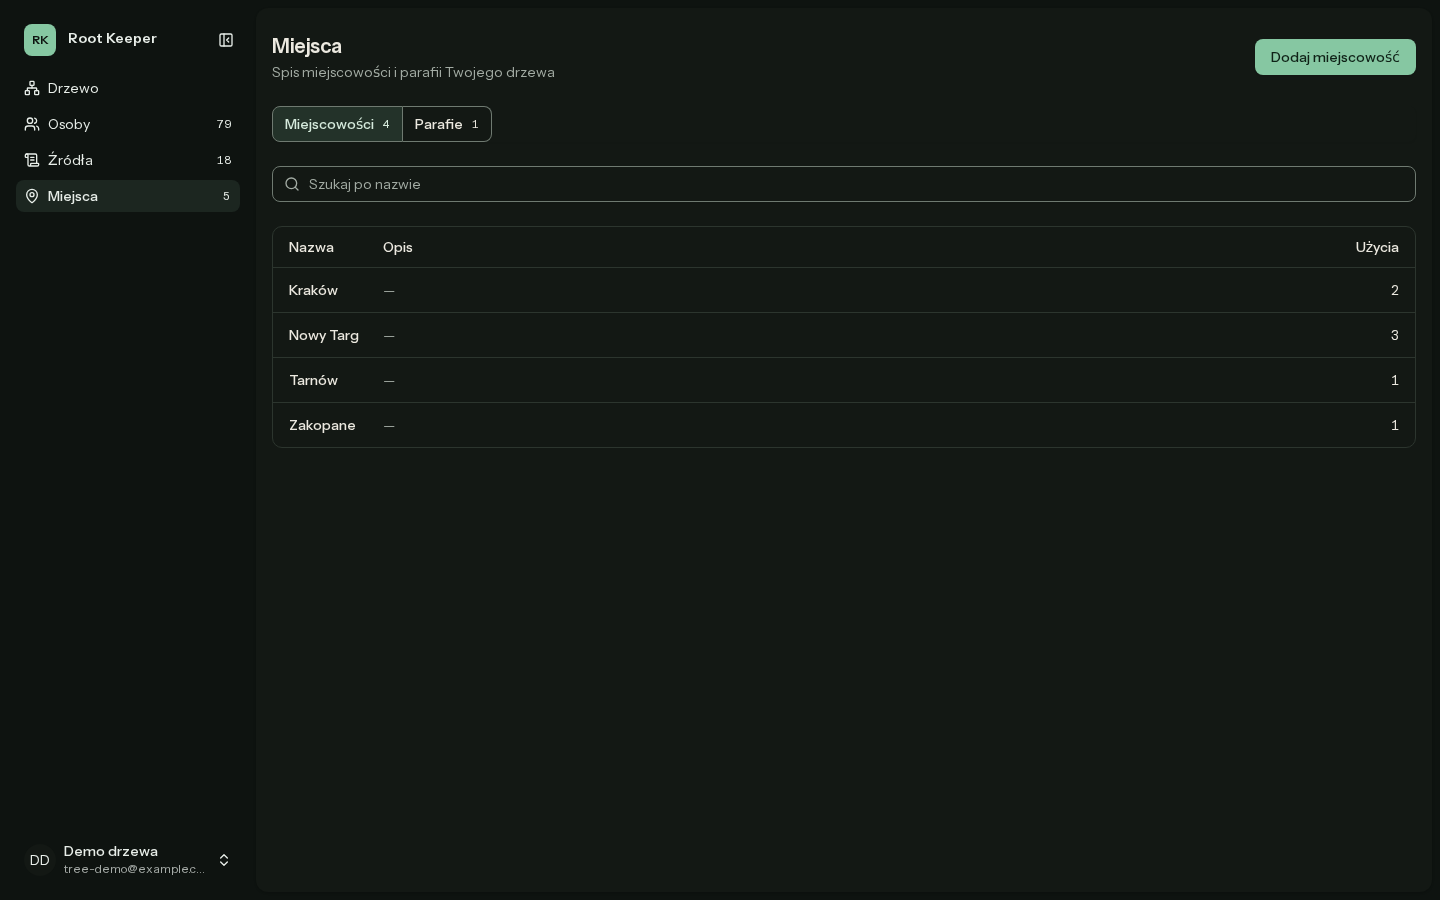 RK Root Keeper
Drzewo
Osoby 79
Źródła 18
Miejsca 5
Miejsca
Spis miejscowości i parafii Twojego drzewa
Dodaj miejscowość
Miejscowości 4 Parafie 1
Szukaj po nazwie
Nazwa Opis Użycia
Kraków — 2
Nowy Targ — 3
Tarnów — 1
Zakopane — 1
DD Demo drzewa
tree-demo@example.c…